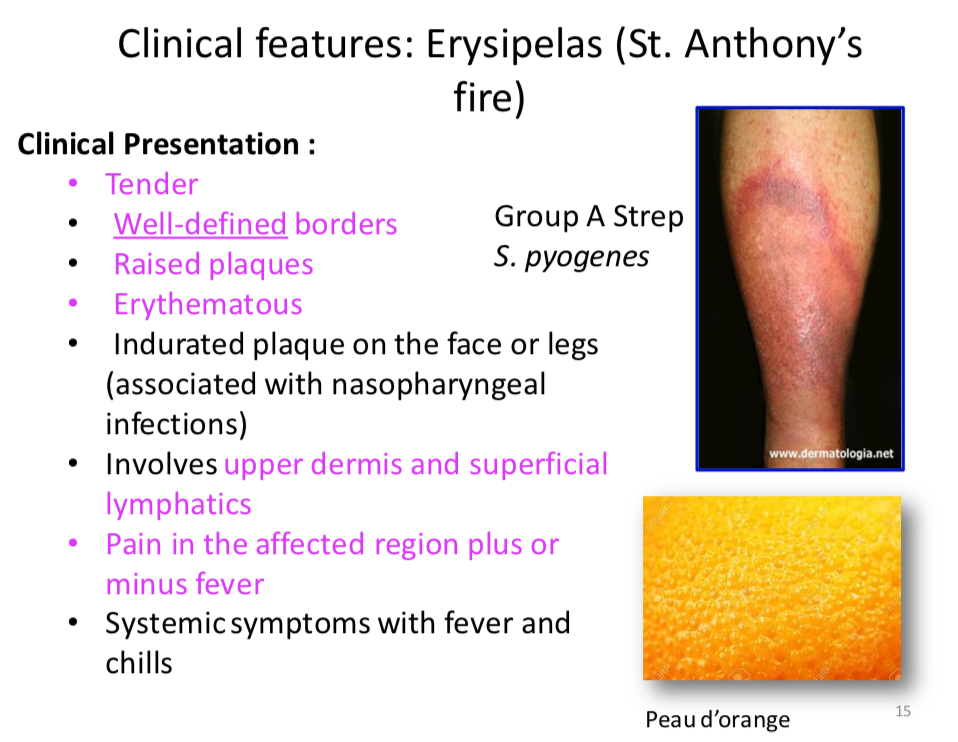 Clinical features: Erysipelas (St. Anthony's
fire)
Clinical Presentation :
• Tender
• Well-defined borders
• Raised plaques
• Erythematous
• Indurated plaque on the face or legs
(associated with nasopharyngeal
infections)
• Involves upper dermis and superficial
lymphatics
• Pain in the affected region plus or
minus fever
• Systemic symptoms with fever and
chills
Group A Strep
S. pyogenes
www.dermatologia.net
Peau d'orange
15